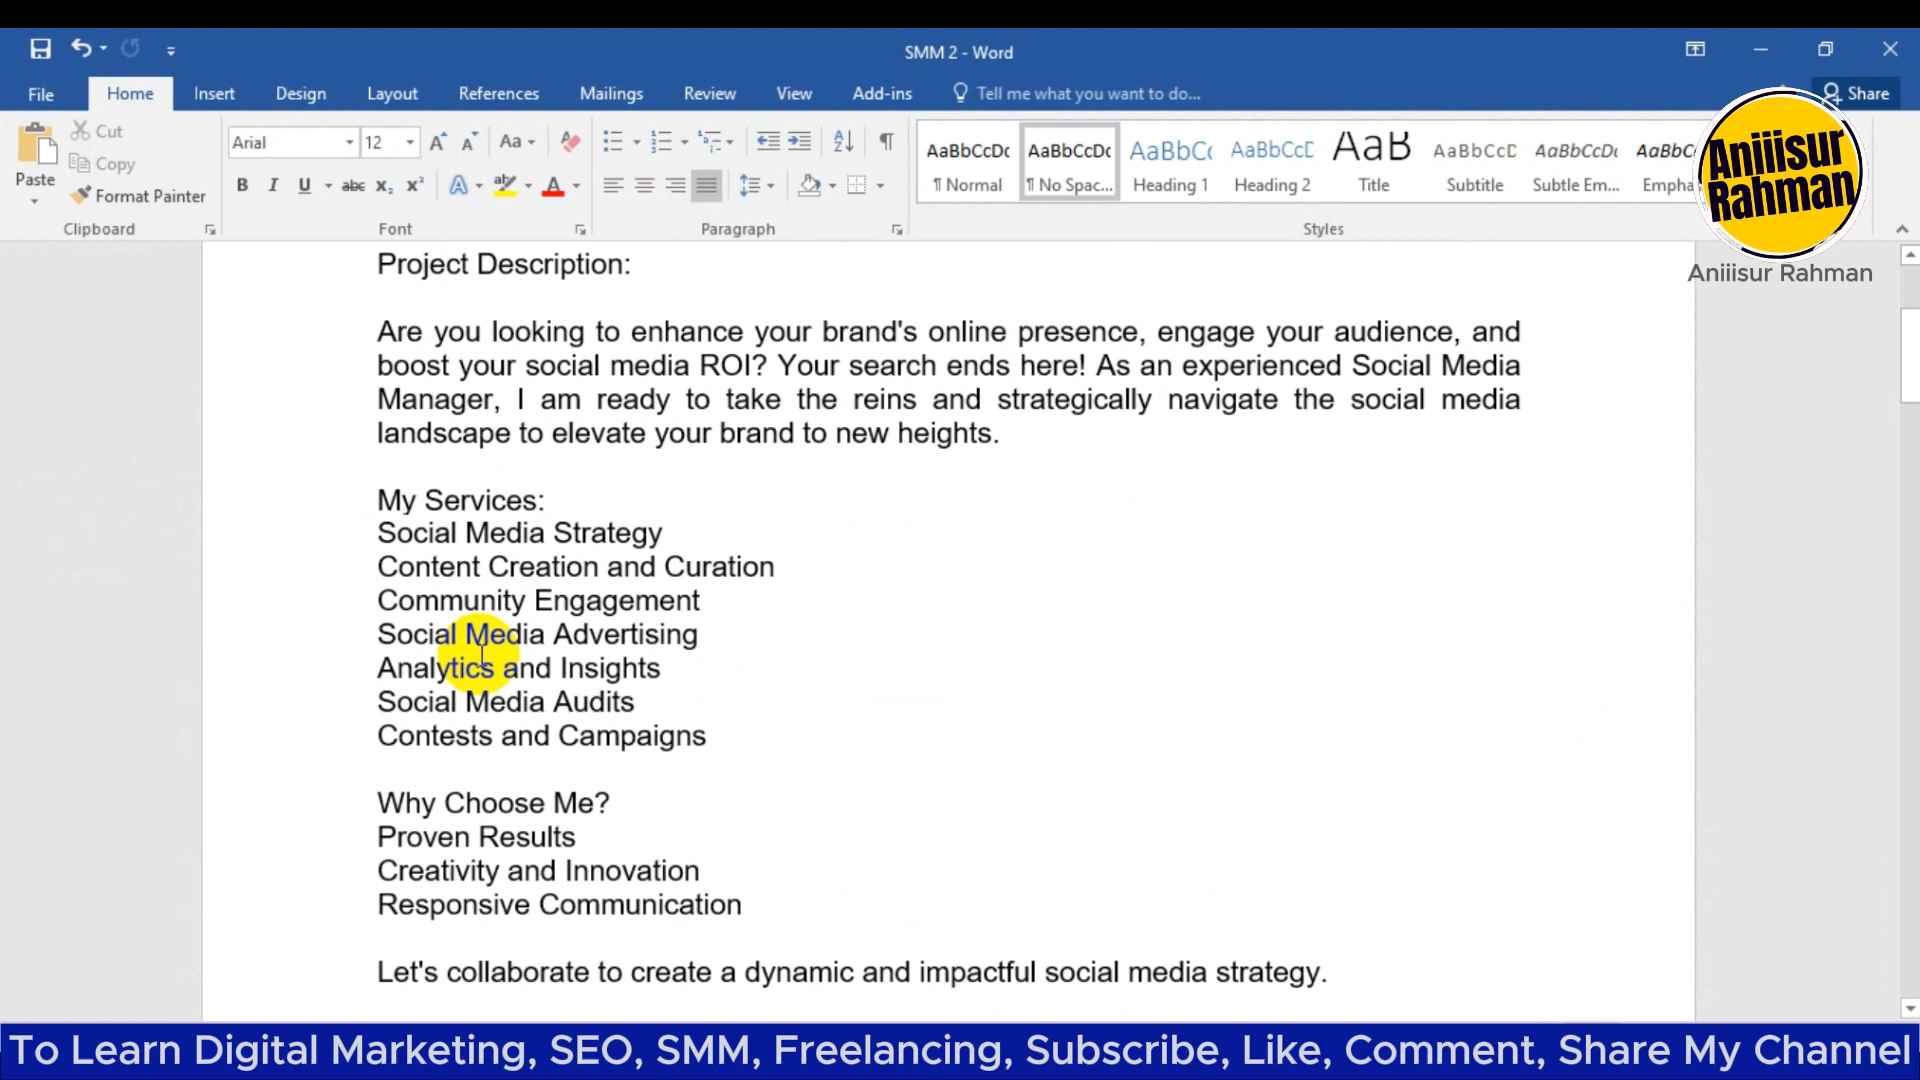 SMM 2 - Word
File Home Insert Design Layout References Mailings Review View Add-ins Tell me what you want to do... Share
Cut
Copy
Format Painter
Paste
Clipboard
Arial 12
Font
Paragraph
AaBbCcDc AaBbCcDc AaBbCc AaBbCcD AaB AaBbCcD AaBbCcDc AaBbC
¶ Normal ¶ No Spac... Heading 1 Heading 2 Title Subtitle Subtle Em... Empha
Styles
Aniiisur
Rahman
Aniiisur Rahman
Project Description:
Are you looking to enhance your brand's online presence, engage your audience, and
boost your social media ROI? Your search ends here! As an experienced Social Media
Manager, I am ready to take the reins and strategically navigate the social media
landscape to elevate your brand to new heights.
My Services:
Social Media Strategy
Content Creation and Curation
Community Engagement
Social Media Advertising
Analytics and Insights
Social Media Audits
Contests and Campaigns
Why Choose Me?
Proven Results
Creativity and Innovation
Responsive Communication
Let's collaborate to create a dynamic and impactful social media strategy.
To Learn Digital Marketing, SEO, SMM, Freelancing, Subscribe, Like, Comment, Share My Channel